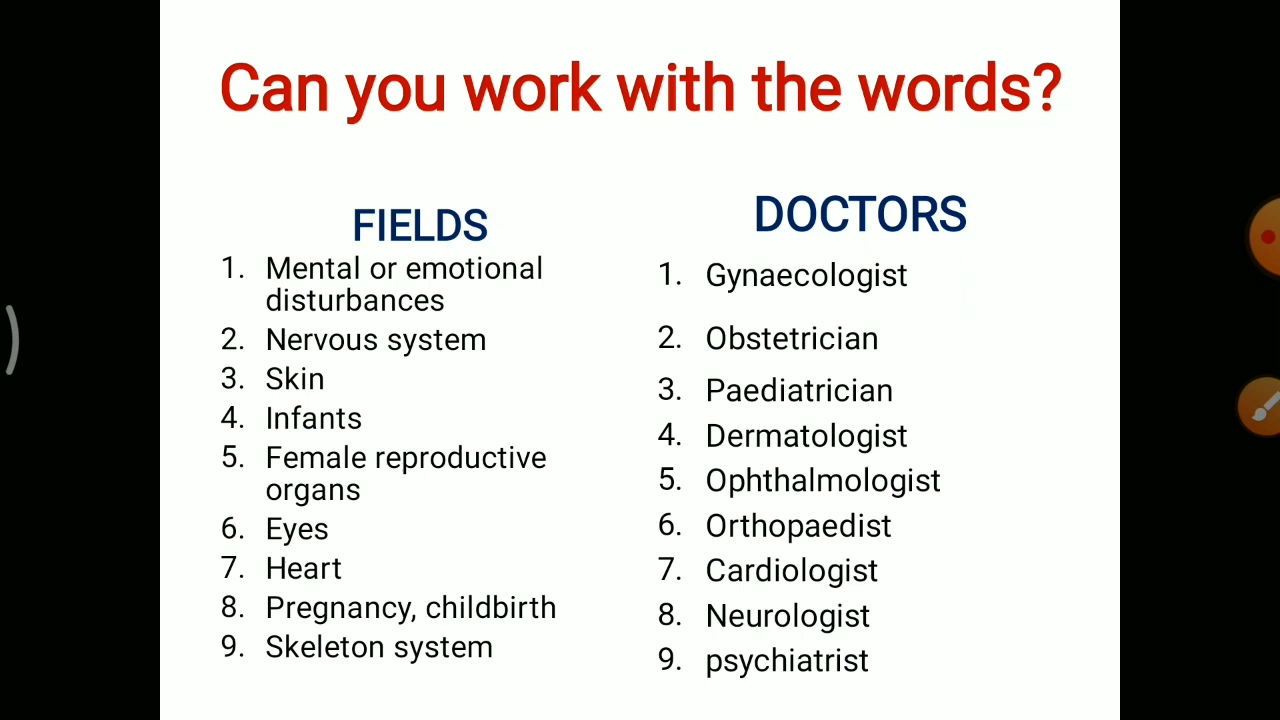 Can you work with the words?
FIELDS
1. Mental or emotional
disturbances
2. Nervous system
3. Skin
4. Infants
5. Female reproductive
organs
6. Eyes
7. Heart
8. Pregnancy, childbirth
9. Skeleton system
DOCTORS
1. Gynaecologist
2. Obstetrician
3. Paediatrician
4. Dermatologist
5. Ophthalmologist
6. Orthopaedist
7. Cardiologist
8. Neurologist
9. psychiatrist